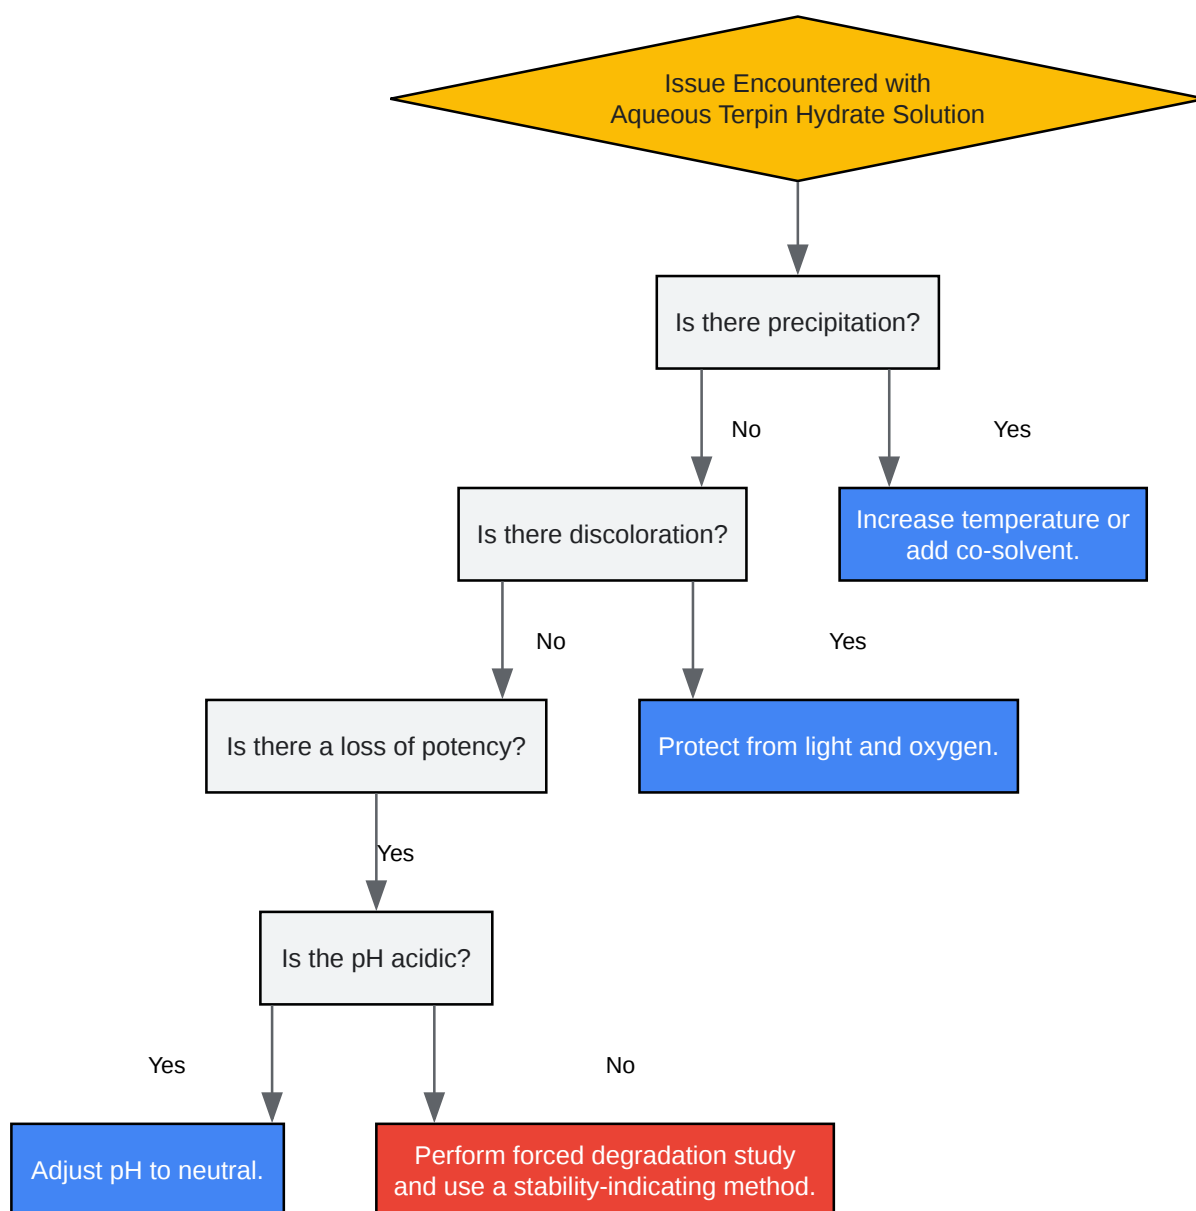 Issue Encountered with
Aqueous Terpin Hydrate Solution
Is there precipitation?
No
Yes
Is there discoloration?
Increase temperature or
add co-solvent.
No
Yes
Is there a loss of potency?
Protect from light and oxygen.
Yes
Is the pH acidic?
Yes
No
Adjust pH to neutral.
Perform forced degradation study
and use a stability-indicating method.